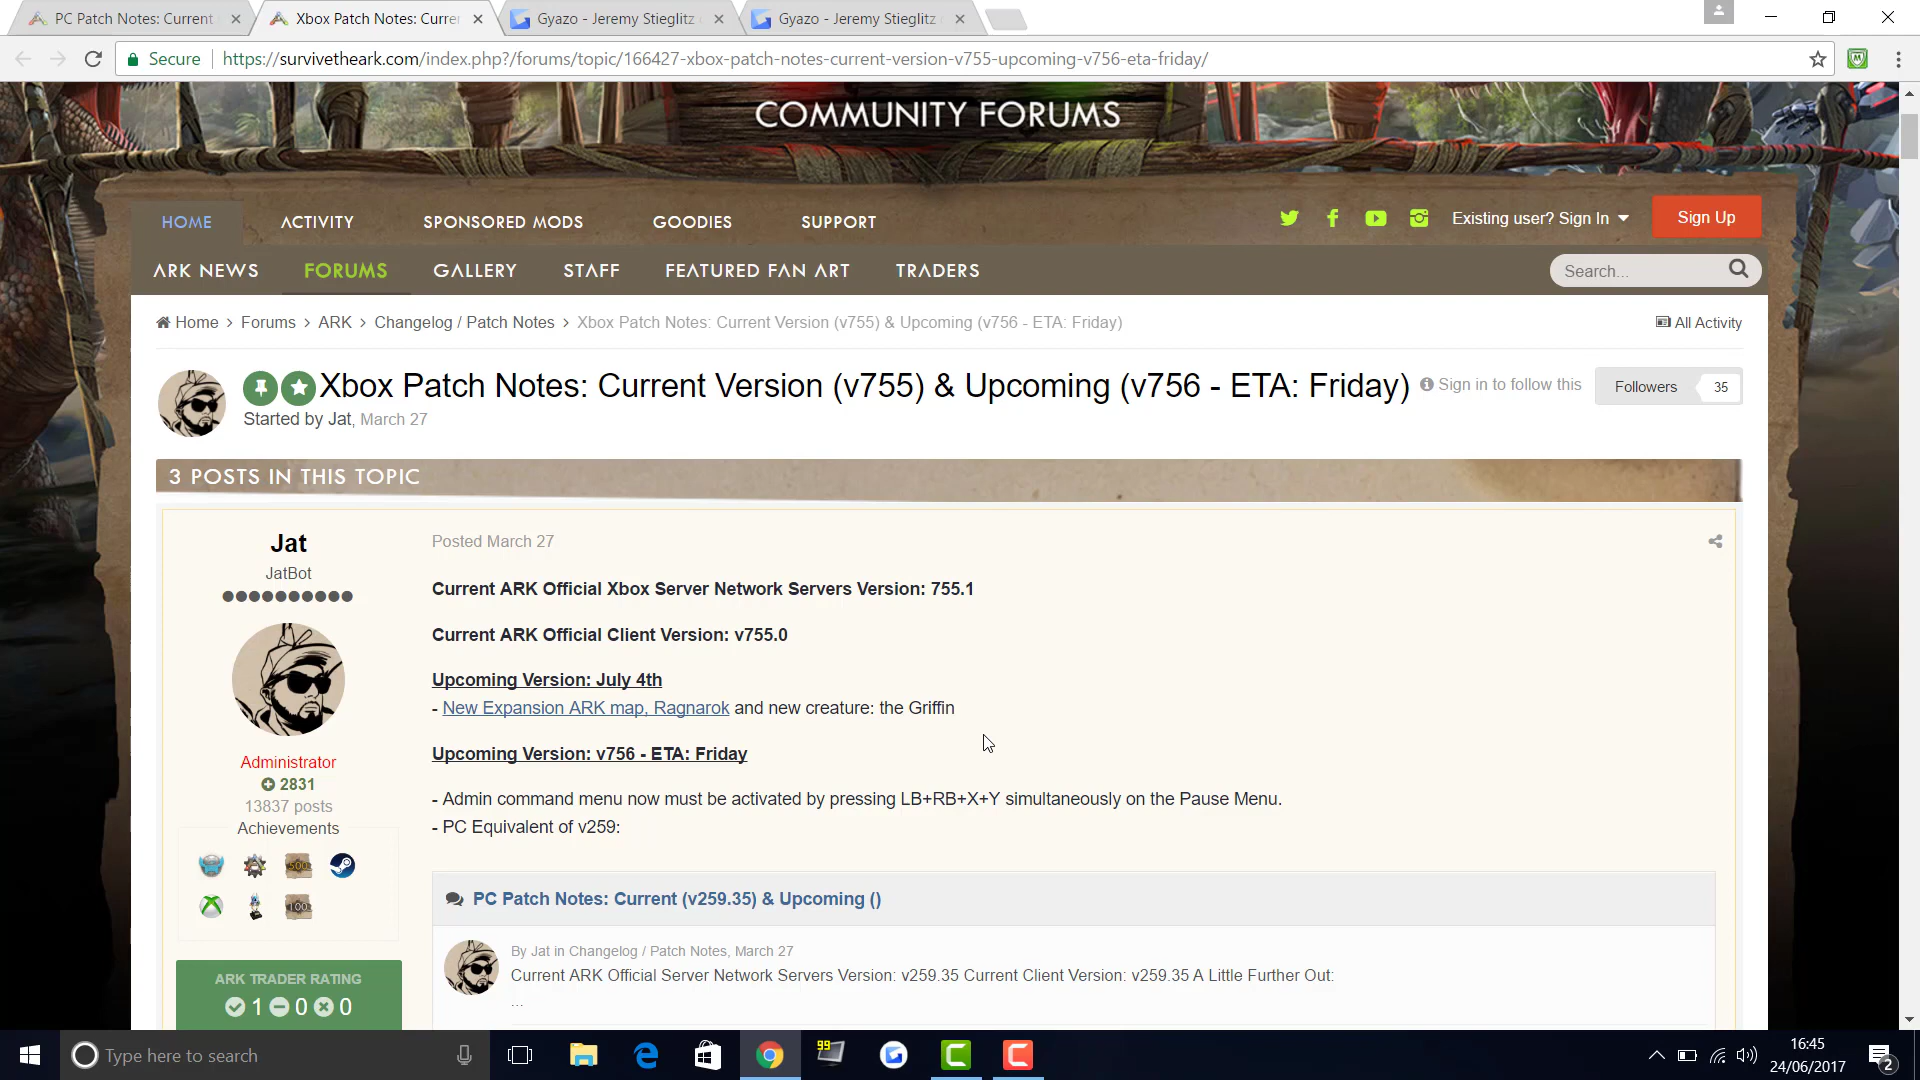 PC Patch Notes: Current
Xbox Patch Notes: Curre
Gyazo - Jeremy Stieglitz
Gyazo - Jeremy Stieglitz
Secure
https://survivetheark.com/index.php?/forums/topic/166427-xbox-patch-notes-current-version-v755-upcoming-v756-eta-friday/
COMMUNITY FORUMS
HOME
ACTIVITY
SPONSORED MODS
GOODIES
SUPPORT
Existing user? Sign In
Sign Up
ARK NEWS
FORUMS
GALLERY
STAFF
FEATURED FAN ART
TRADERS
Search...
Home > Forums > ARK > Changelog / Patch Notes > Xbox Patch Notes: Current Version (v755) & Upcoming (v756 - ETA: Friday)
All Activity
Xbox Patch Notes: Current Version (v755) & Upcoming (v756 - ETA: Friday)
Sign in to follow this
Followers 35
Started by Jat, March 27
3 POSTS IN THIS TOPIC
Jat
JatBot
Administrator
2831
13837 posts
Achievements
500
100
ARK TRADER RATING
1 0 0
Posted March 27
Current ARK Official Xbox Server Network Servers Version: 755.1
Current ARK Official Client Version: v755.0
Upcoming Version: July 4th
- New Expansion ARK map, Ragnarok and new creature: the Griffin
Upcoming Version: v756 - ETA: Friday
- Admin command menu now must be activated by pressing LB+RB+X+Y simultaneously on the Pause Menu.
- PC Equivalent of v259:
PC Patch Notes: Current (v259.35) & Upcoming ()
By Jat in Changelog / Patch Notes, March 27
Current ARK Official Server Network Servers Version: v259.35 Current Client Version: v259.35 A Little Further Out:
...
Type here to search
99
16:45
24/06/2017
2